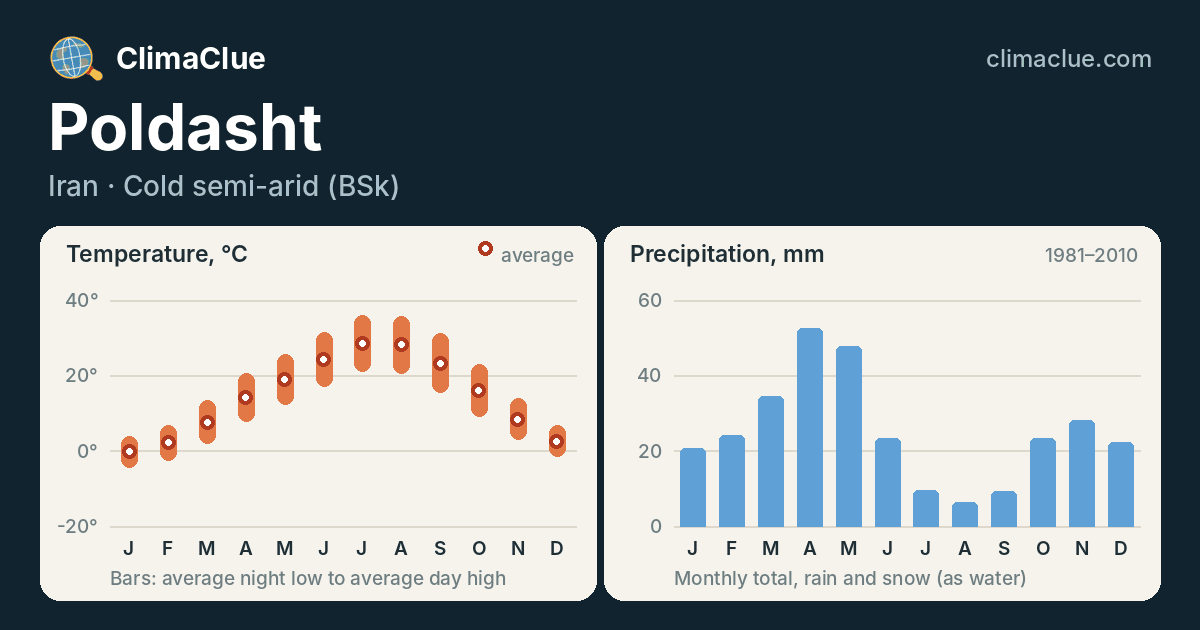 ClimaClue
climaclue.com
Poldasht
Iran · Cold semi-arid (BSk)
Temperature, °C
average
40°
20°
0°
-20°
J F M A M J J A S O N D
Bars: average night low to average day high
Precipitation, mm
1981–2010
60
40
20
0
J F M A M J J A S O N D
Monthly total, rain and snow (as water)